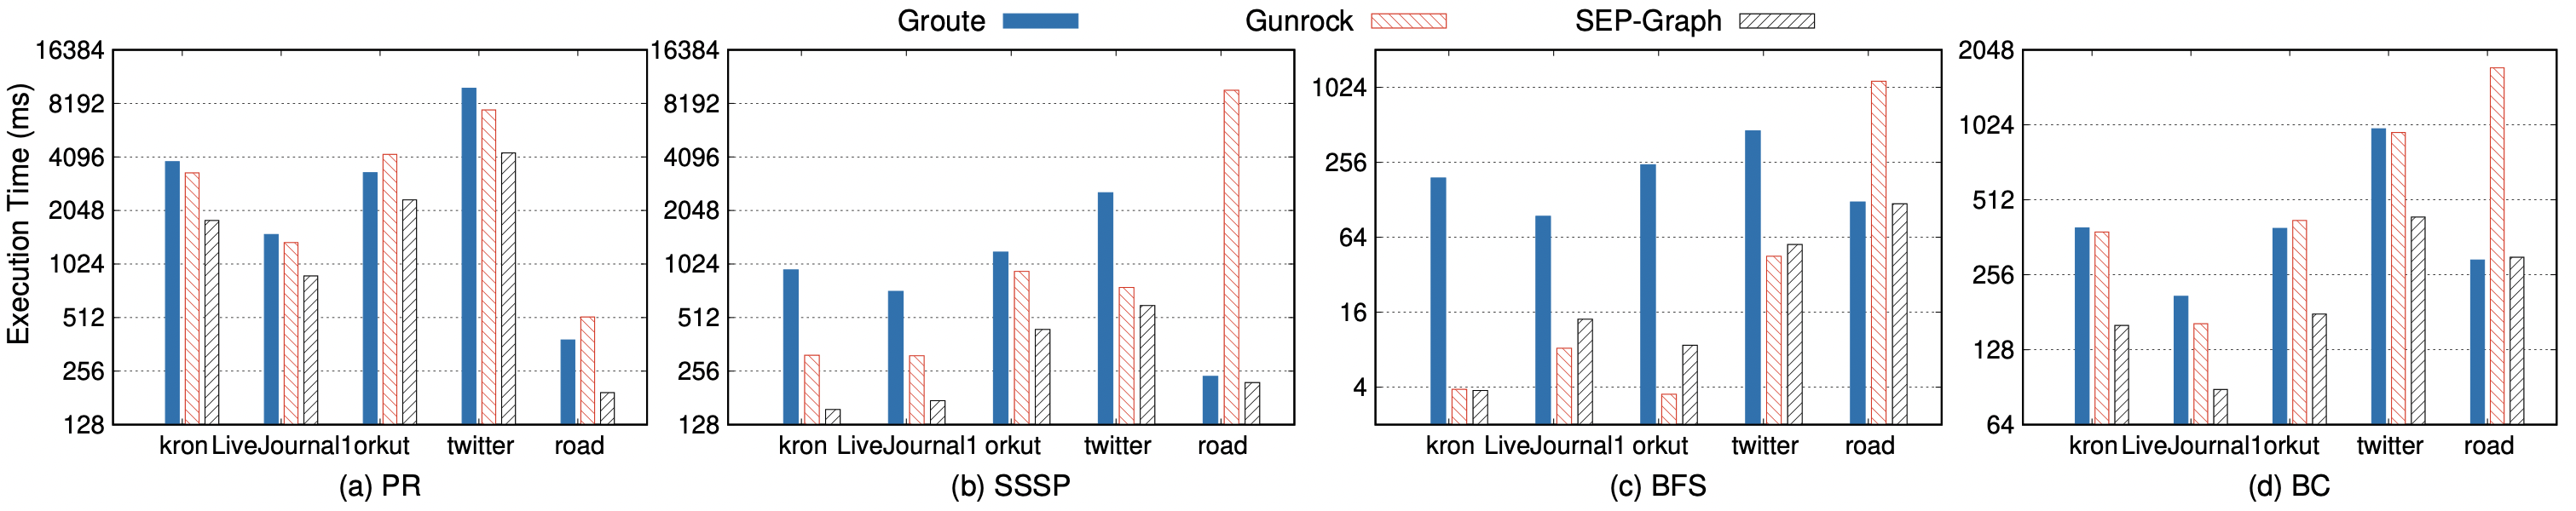 Groute Gunrock SEP-Graph
Execution Time (ms)
16384
8192
4096
2048
1024
512
256
128
kron LiveJournal1 orkut twitter road
(a) PR
16384
8192
4096
2048
1024
512
256
128
kron LiveJournal1 orkut twitter road
(b) SSSP
1024
256
64
16
4
kron LiveJournal1 orkut twitter road
(c) BFS
2048
1024
512
256
128
64
kron LiveJournal1 orkut twitter road
(d) BC